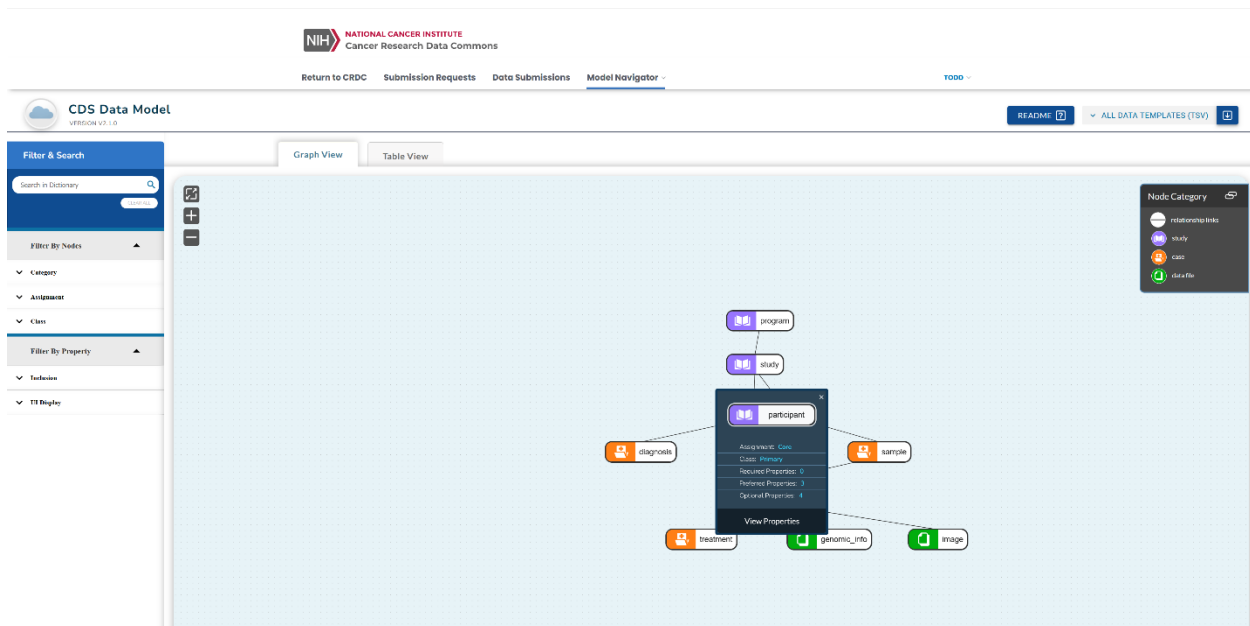 NIH
NATIONAL CANCER INSTITUTE
Cancer Research Data Commons
Return to CRDC Submission Requests Data Submissions Model Navigator
TODD
CDS Data Model
VERSION V2.1.0
README ?
ALL DATA TEMPLATES (TSV)
Filter & Search
Graph View
Table View
Search in Dictionary
CLEAR ALL
Filter By Nodes
Category
Assignment
Class
Filter By Property
Inclusion
UI Display
Node Category
relationship links
study
case
data file
program
study
participant
Assignment: Core
Class: Primary
Required Properties: 0
Preferred Properties: 3
Optional Properties: 4
View Properties
diagnosis
sample
treatment
genomic_info
image